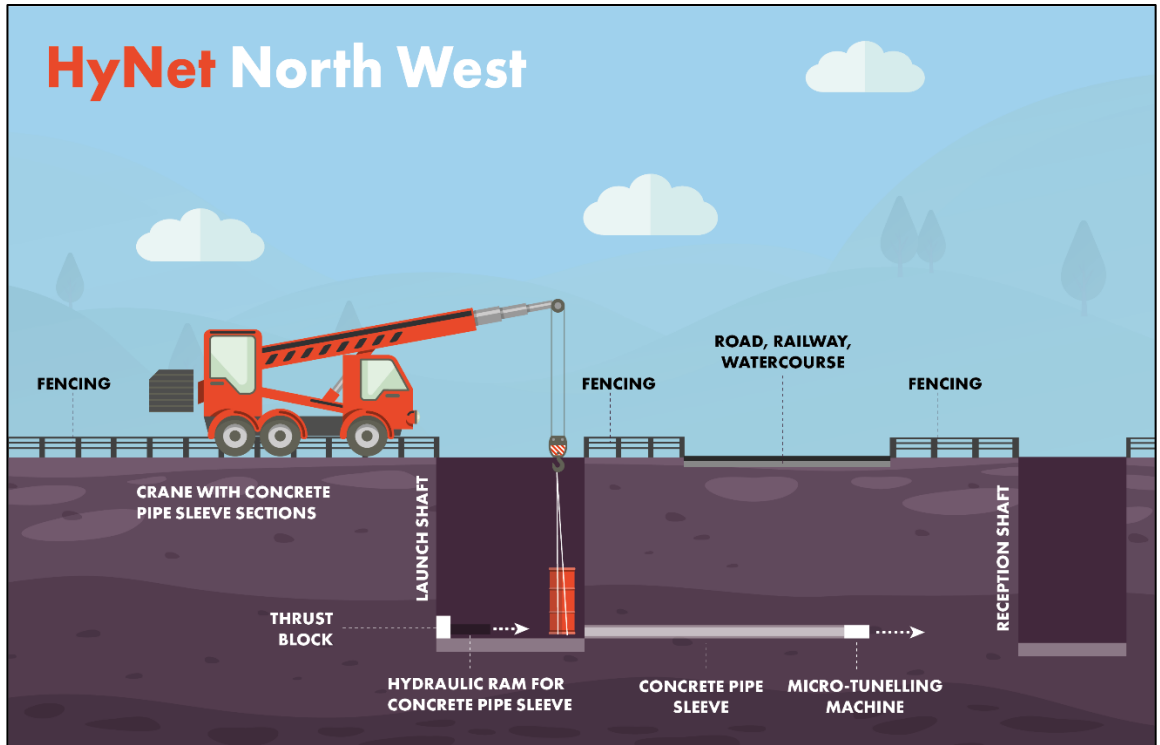 HyNet North West
ROAD, RAILWAY,
WATERCOURSE
FENCING
FENCING
FENCING
CRANE WITH CONCRETE
PIPE SLEEVE SECTIONS
LAUNCH SHAFT
RECEPTION SHAFT
THRUST
BLOCK
HYDRAULIC RAM FOR
CONCRETE PIPE SLEEVE
CONCRETE PIPE
SLEEVE
MICRO-TUNELLING
MACHINE